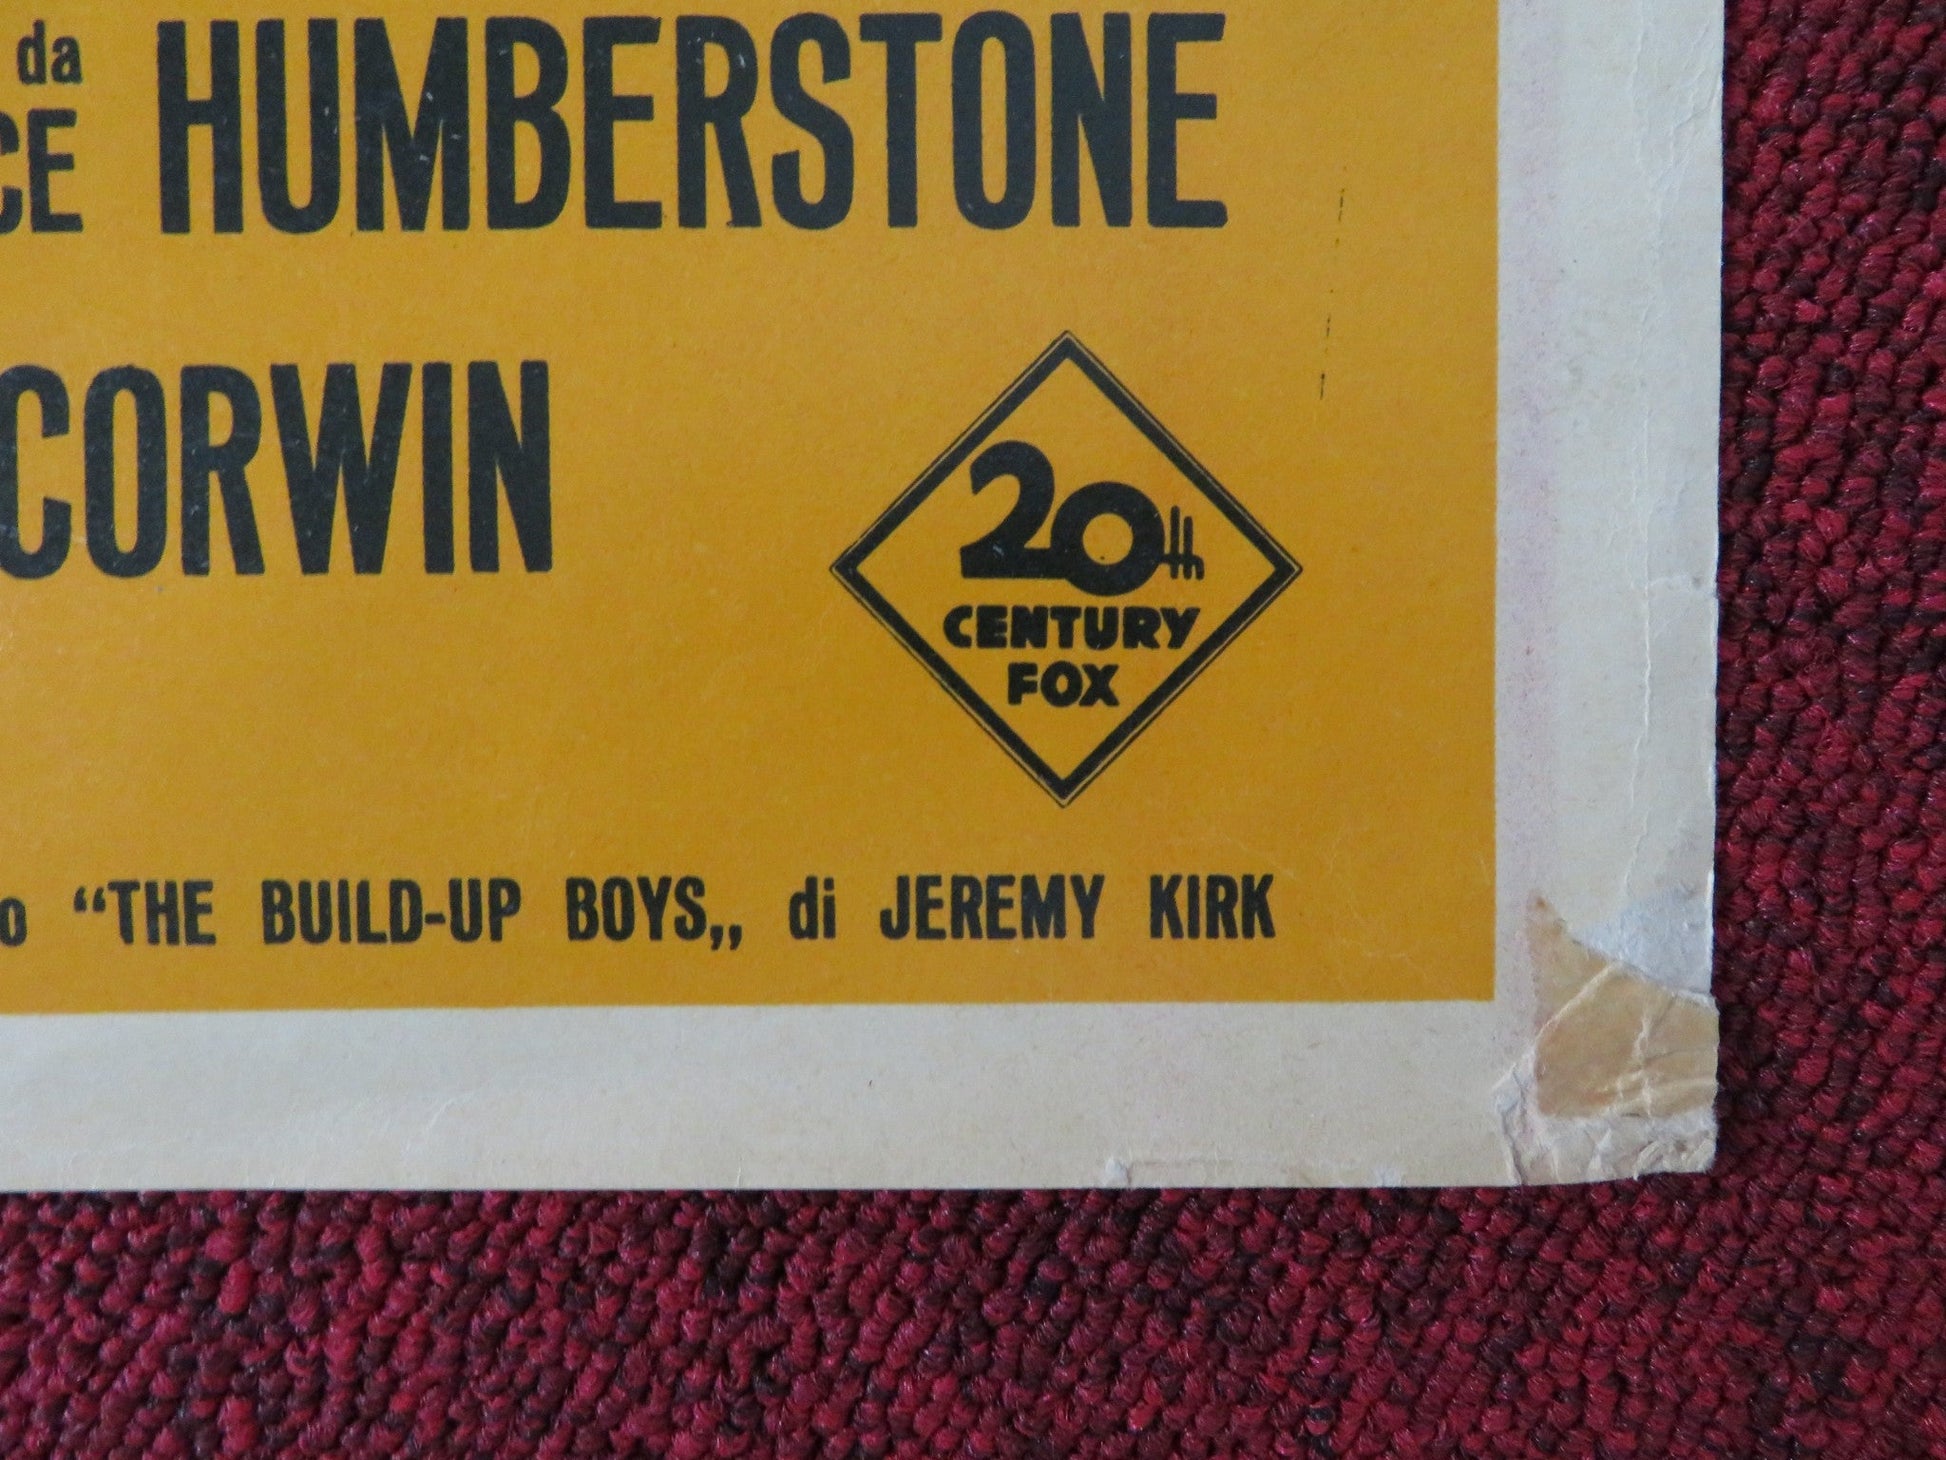 da
CE HUMBERSTONE
CORWIN
20th
CENTURY
FOX
o “THE BUILD-UP BOYS„ di JEREMY KIRK